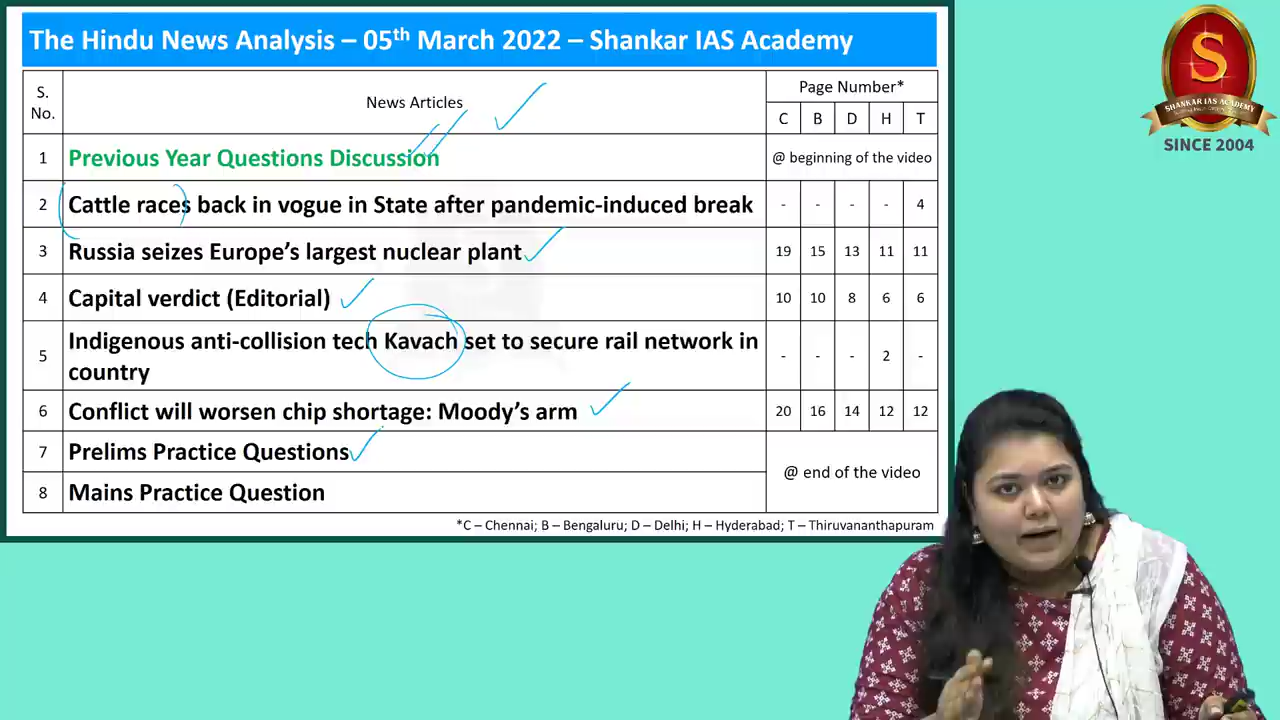 The Hindu News Analysis – 05th March 2022 – Shankar IAS Academy
S. No.
News Articles
Page Number*
C B D H T
1 Previous Year Questions Discussion @ beginning of the video
2 Cattle races back in vogue in State after pandemic-induced break - - - - 4
3 Russia seizes Europe's largest nuclear plant 19 15 13 11 11
4 Capital verdict (Editorial) 10 10 8 6 6
5 Indigenous anti-collision tech Kavach set to secure rail network in
country - - - 2 -
6 Conflict will worsen chip shortage: Moody's arm 20 16 14 12 12
7 Prelims Practice Questions
@ end of the video
8 Mains Practice Question
*C – Chennai; B – Bengaluru; D – Delhi; H – Hyderabad; T – Thiruvananthapuram
S
SHANKAR IAS ACADEMY
SINCE 2004